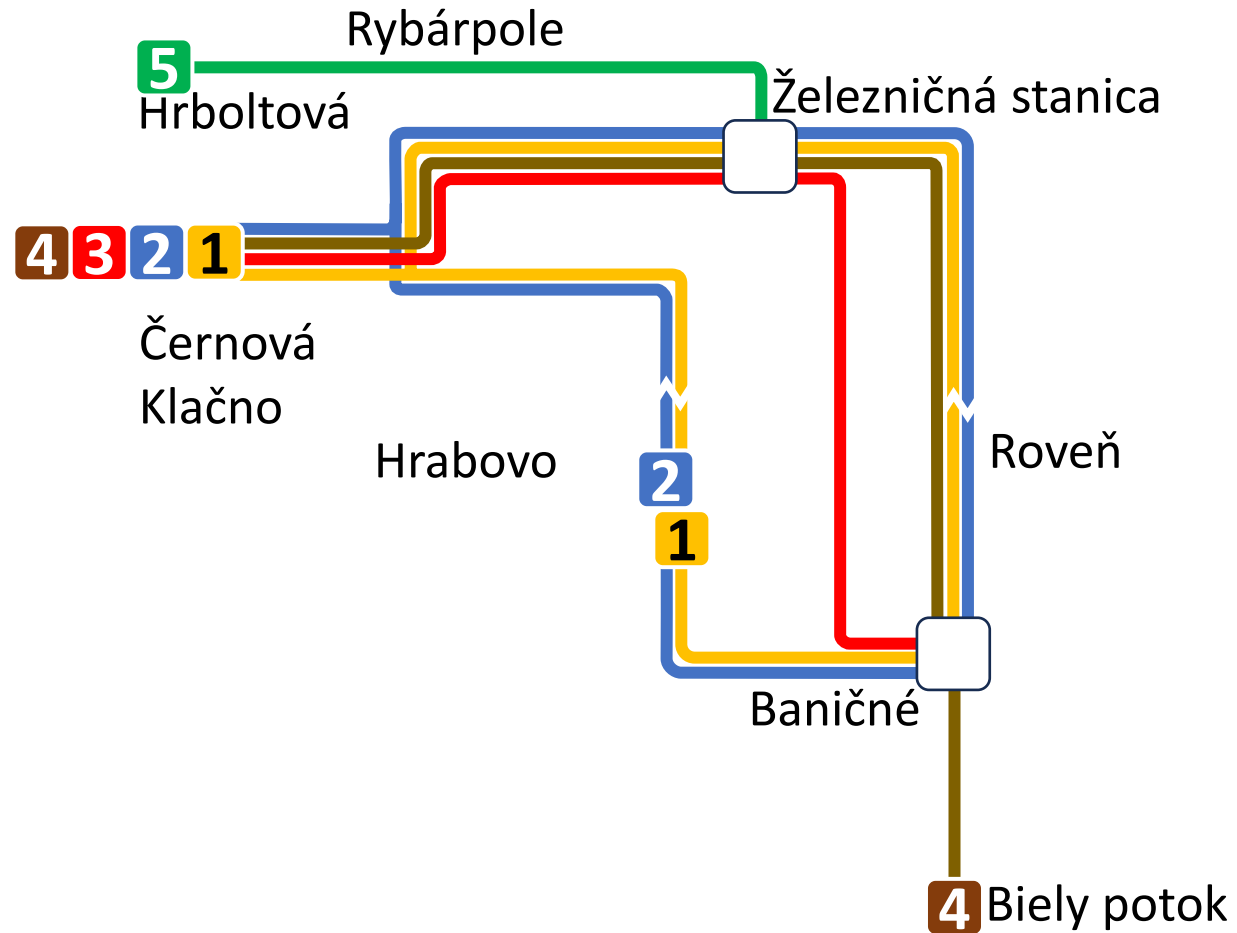 Rybárpole
5
Hrboltová
Železničná stanica
4 3 2 1
Černová
Klačno
Hrabovo
2
1
Roveň
Baničné
4 Biely potok